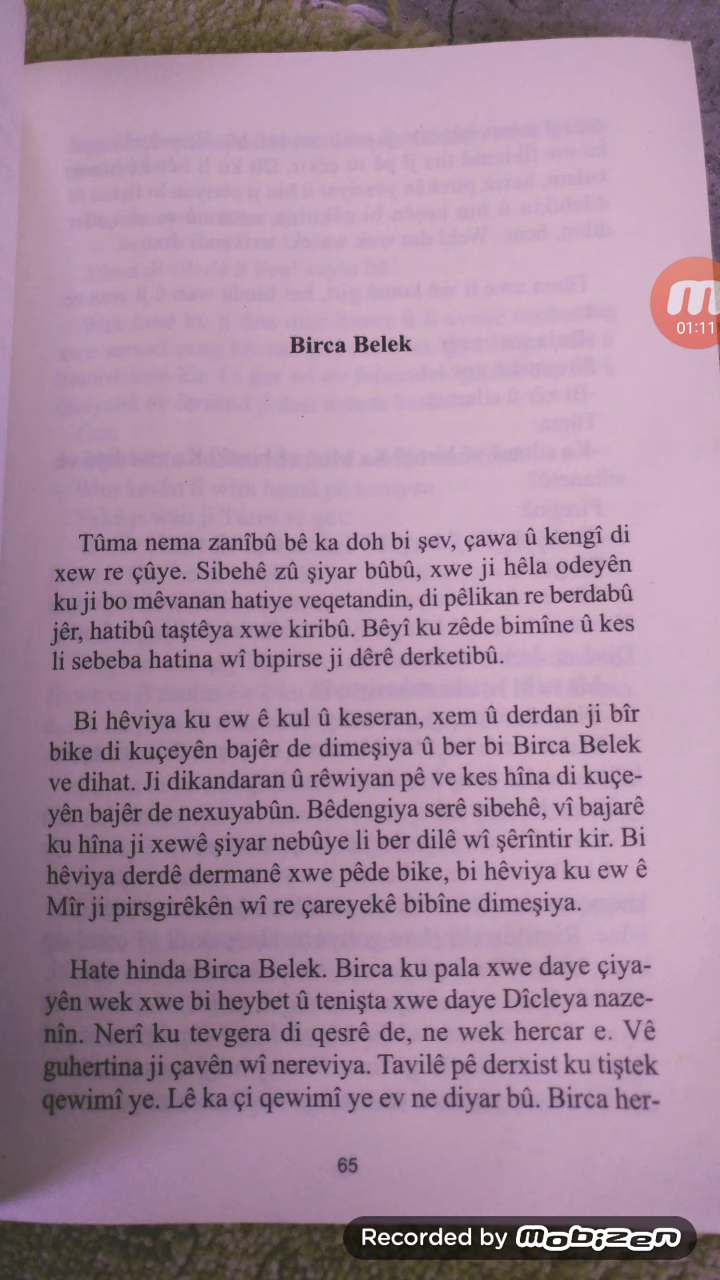 Birca Belek
Tûma nema zanîbû bê ka doh bi şev, çawa û kengî di
xew re çûye. Sibehê zû şiyar bûbû, xwe ji hêla odeyên
ku ji bo mêvanan hatiye veqetandin, di pêlikan re berdabû
jêr, hatibû taştêya xwe kiribû. Bêyî ku zêde bimîne û kes
li sebeba hatina wî bipirse ji dêrê derketibû.
Bi hêviya ku ew ê kul û keseran, xem û derdan ji bîr
bike di kuçeyên bajêr de dimeşiya û ber bi Birca Belek
ve dihat. Ji dikandaran û rêwiyan pê ve kes hîna di kuçe-
yên bajêr de nexuyabûn. Bêdengiya serê sibehê, vî bajarê
ku hîna ji xewê şiyar nebûye li ber dilê wî şêrîntir kir. Bi
hêviya derdê dermanê xwe pêde bike, bi hêviya ku ew ê
Mîr ji pirsgirêkên wî re çareyekê bibîne dimeşiya.
Hate hinda Birca Belek. Birca ku pala xwe daye çiya-
yên wek xwe bi heybet û tenişta xwe daye Dîcleya naze-
nîn. Nerî ku tevgera di qesrê de, ne wek hercar e. Vê
guhertina ji çavên wî nereviya. Tavilê pê derxist ku tiştek
qewimî ye. Lê ka çi qewimî ye ev ne diyar bû. Birca her-
65
01:11
Recorded by mobizen